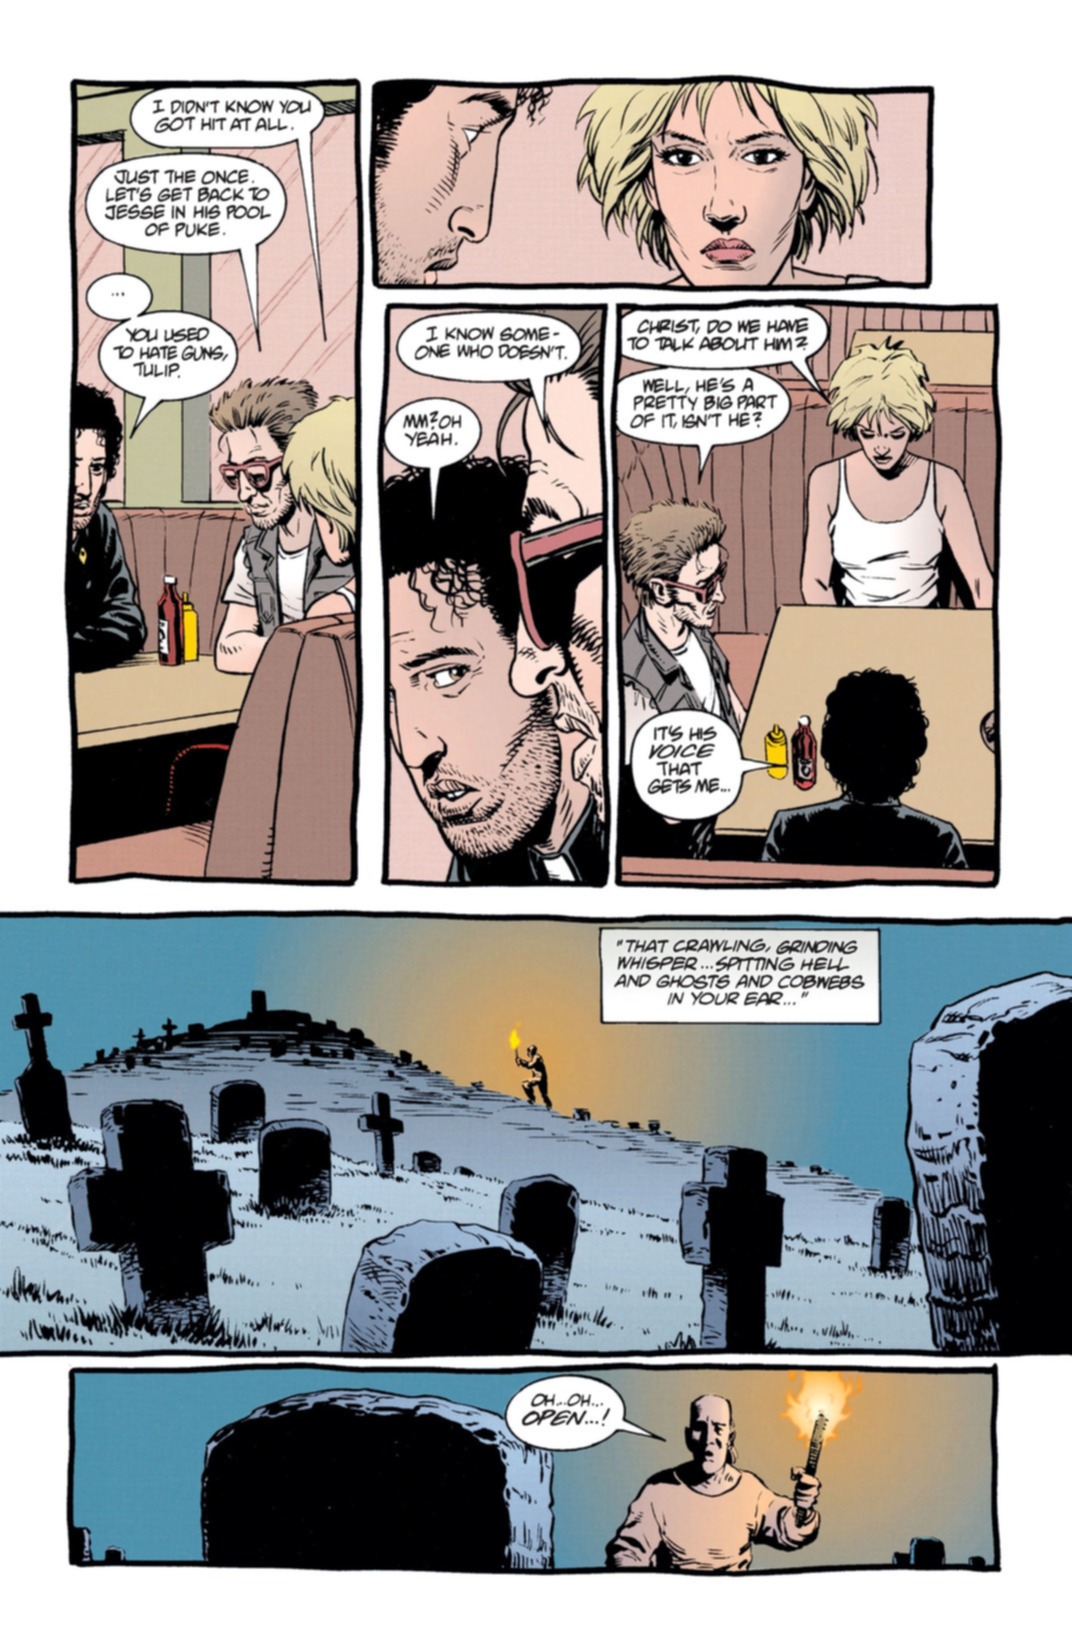 I DIDN'T KNOW YOU
GOT HIT AT ALL.
JUST THE ONCE.
LET'S GET BACK TO
JESSE IN HIS POOL
OF PUKE.
...
YOU USED
TO HATE GUNS,
TULIP.
I KNOW SOME-
ONE WHO DOESN'T.
MM? OH
YEAH.
CHRIST, DO WE HAVE
TO TALK ABOUT HIM?
WELL, HE'S A
PRETTY BIG PART
OF IT, ISN'T HE?
IT'S HIS
VOICE
THAT
GETS ME...
"THAT CRAWLING, GRINDING
WHISPER...SPITTING HELL
AND GHOSTS AND COBWEBS
IN YOUR EAR..."
OH...OH...
OPEN...!